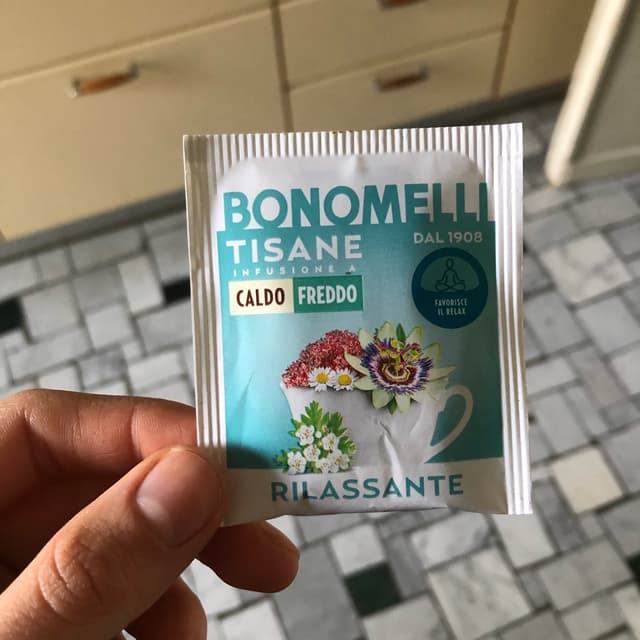 BONOMELLI
DAL 1908
TISANE
INFUSIONE A
CALDO FREDDO
FAVORISCE
IL RELAX
RILASSANTE